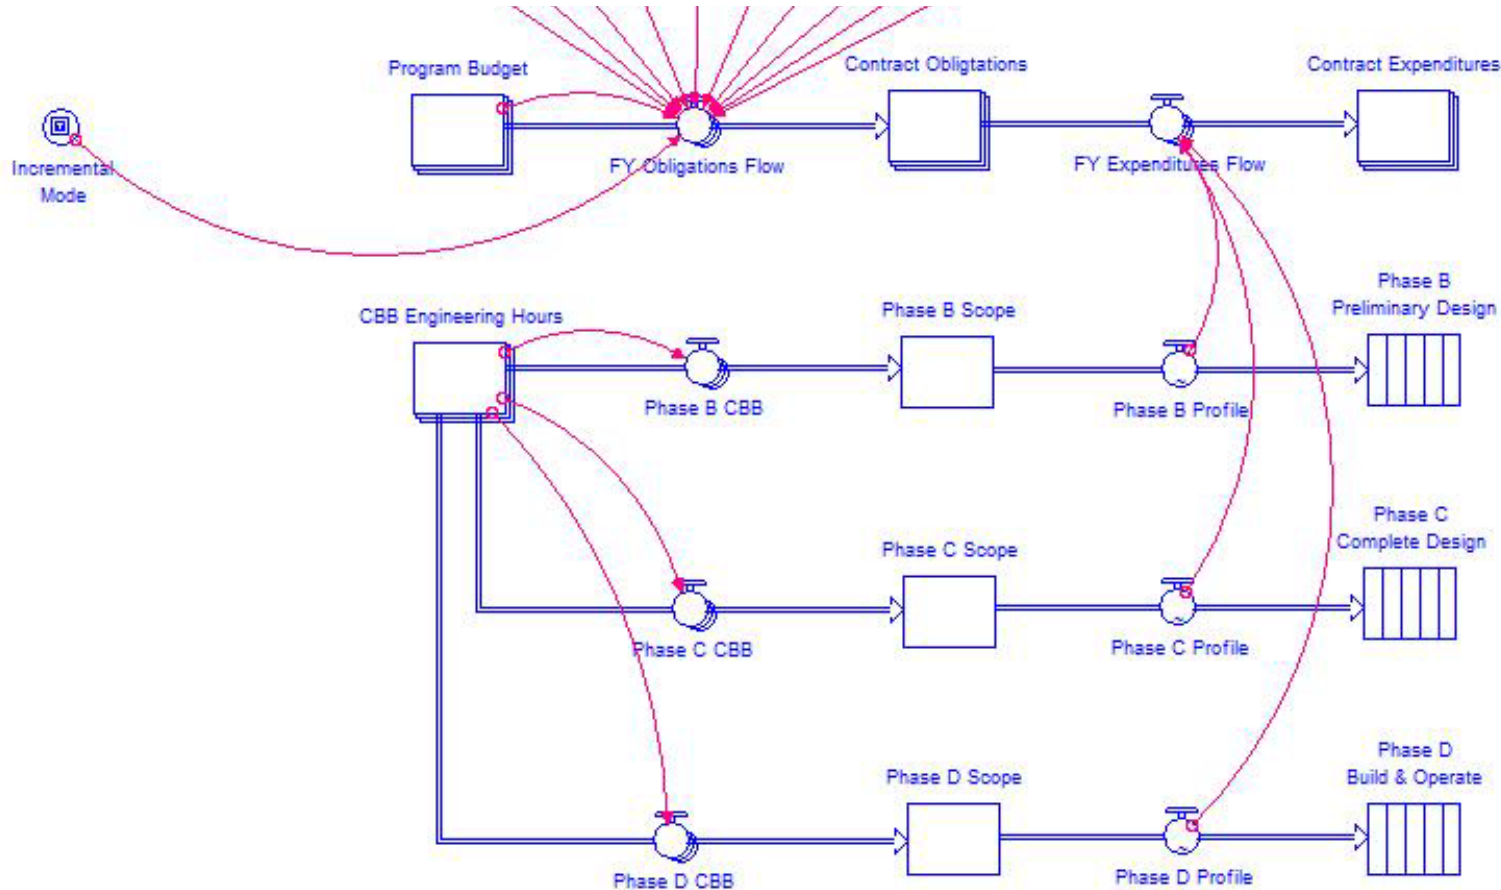 Program Budget
Contract Obligtations
Contract Expenditures
Incremental
Mode
FY Obligations Flow
FY Expenditures Flow
CBB Engineering Hours
Phase B Scope
Phase B
Preliminary Design
Phase B CBB
Phase B Profile
Phase C Scope
Phase C
Complete Design
Phase C CBB
Phase C Profile
Phase D Scope
Phase D
Build & Operate
Phase D CBB
Phase D Profile